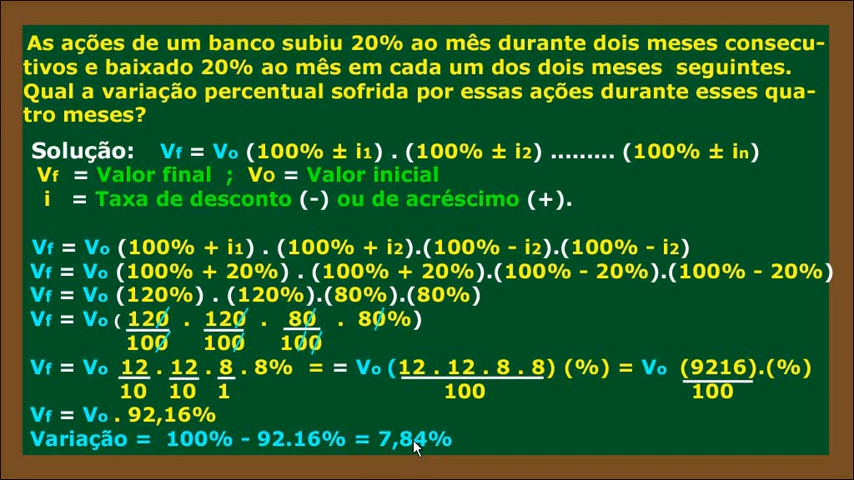 As ações de um banco subiu 20% ao mês durante dois meses consecu-
tivos e baixado 20% ao mês em cada um dos dois meses seguintes.
Qual a variação percentual sofrida por essas ações durante esses qua-
tro meses?
Solução: Vf = Vo (100% ± i1) . (100% ± i2) ......... (100% ± in)
Vf = Valor final ; Vo = Valor inicial
i = Taxa de desconto (-) ou de acréscimo (+).
Vf = Vo (100% + i1) . (100% + i2).(100% - i2).(100% - i2)
Vf = Vo (100% + 20%) . (100% + 20%).(100% - 20%).(100% - 20%)
Vf = Vo (120%) . (120%).(80%).(80%)
Vf = Vo ( 120 . 120 . 80 . 80%)
100 100 100
Vf = Vo 12 . 12 . 8 . 8% = = Vo (12 . 12 . 8 . 8) (%) = Vo (9216).(%)
10 10 1 100 100
Vf = Vo . 92,16%
Variação = 100% - 92.16% = 7,84%